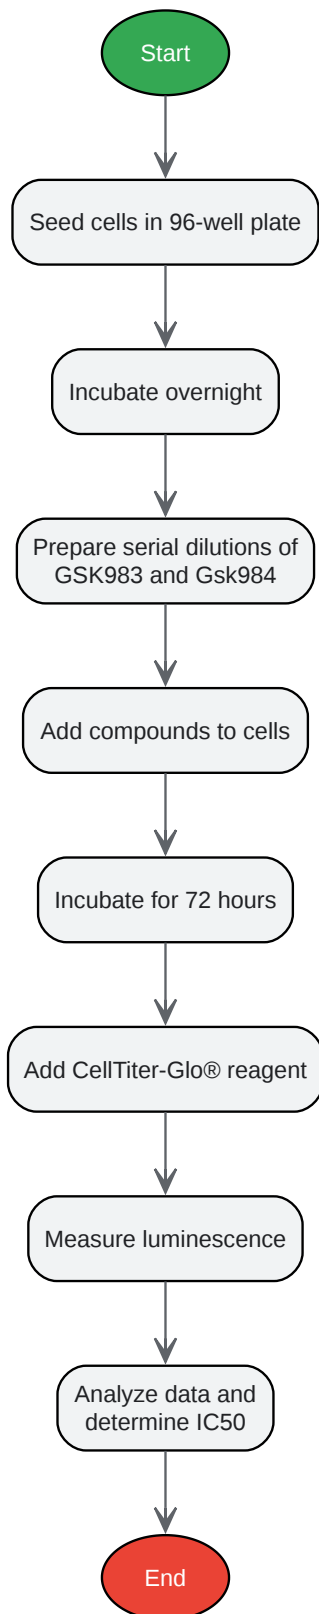 Start
Seed cells in 96-well plate
Incubate overnight
Prepare serial dilutions of
GSK983 and Gsk984
Add compounds to cells
Incubate for 72 hours
Add CellTiter-Glo® reagent
Measure luminescence
Analyze data and
determine IC50
End